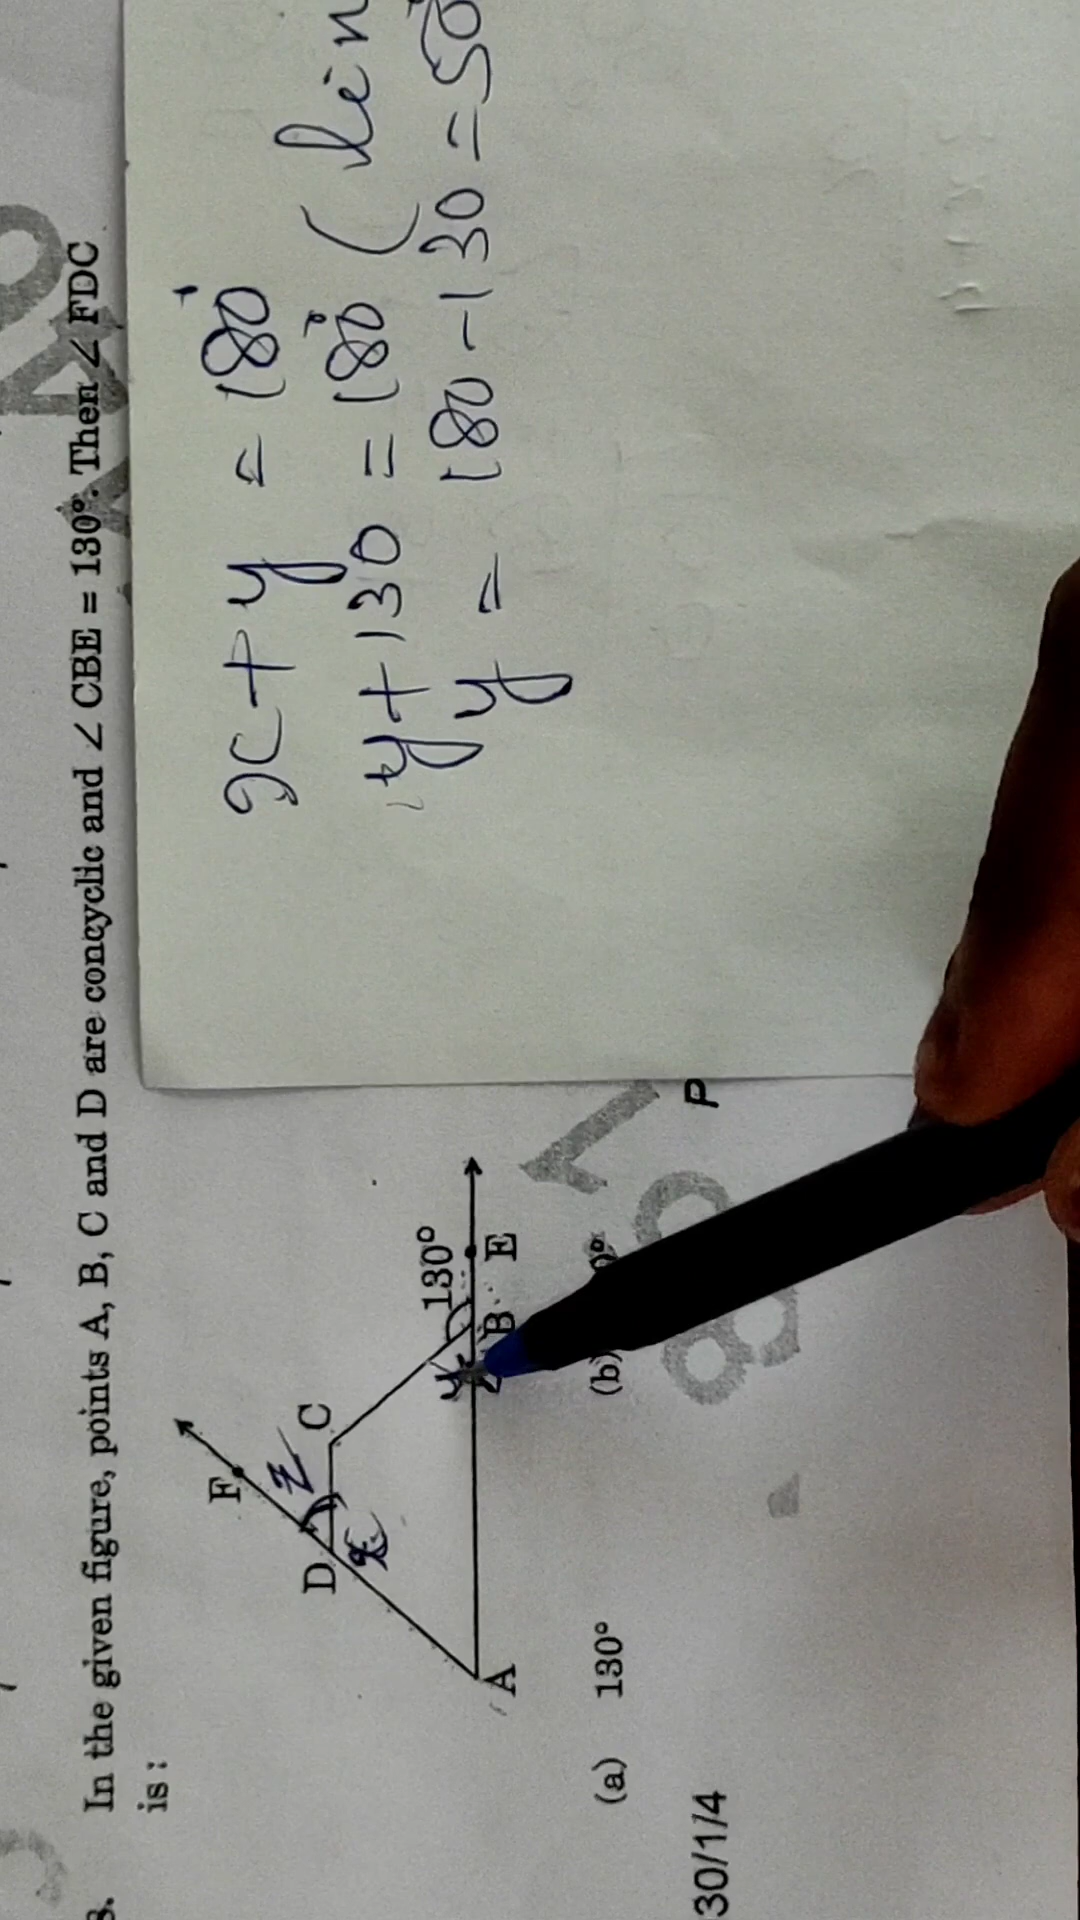 In the given figure, points A, B, C and D are concyclic and ∠ CBE = 130°. Then ∠ FDC
is :
x + y = 180°
y + 130 = 180° (
y = 180 - 130 = 50
F
Z
C
D
x
130°
y
A
B
E
(a) 130°
(b)
P
30/1/4